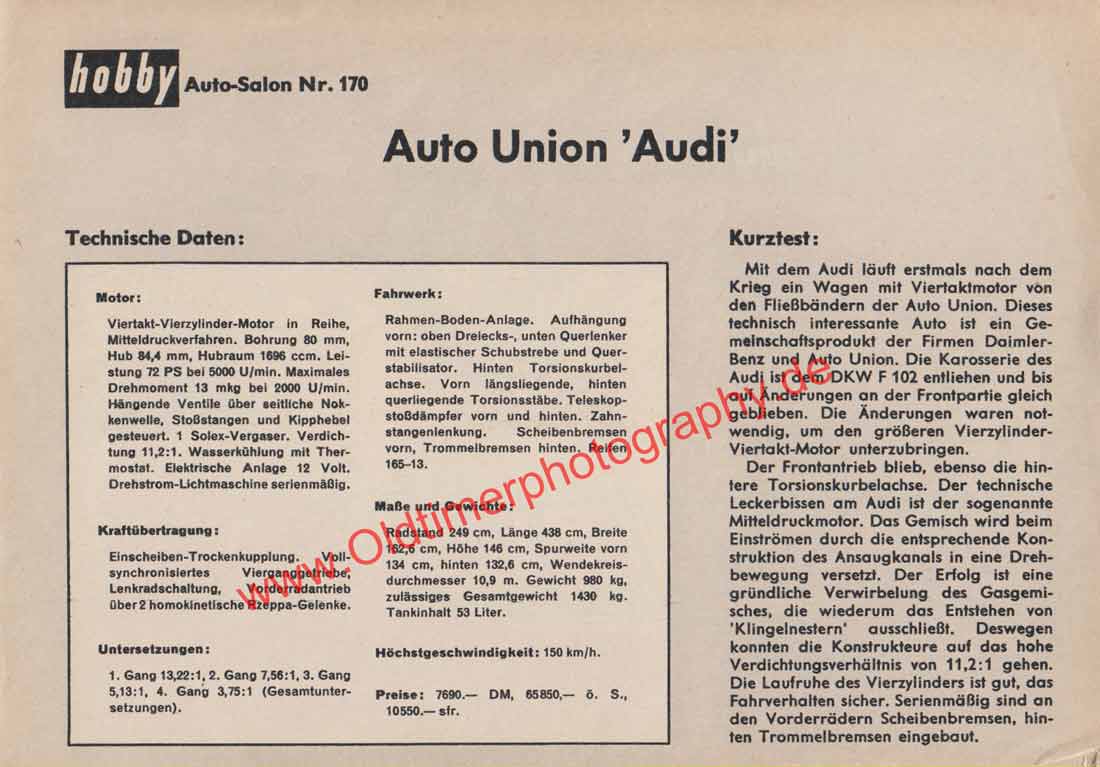 hobby Auto-Salon Nr. 170
Auto Union 'Audi'
Technische Daten:
Motor:
Viertakt-Vierzylinder-Motor in Reihe,
Mitteldruckverfahren. Bohrung 80 mm,
Hub 84,4 mm, Hubraum 1696 ccm. Lei-
stung 72 PS bei 5000 U/min. Maximales
Drehmoment 13 mkg bei 2000 U/min.
Hängende Ventile über seitliche Nok-
kenwelle, Stoßstangen und Kipphebel
gesteuert. 1 Solex-Vergaser. Verdich-
tung 11,2:1. Wasserkühlung mit Ther-
mostat. Elektrische Anlage 12 Volt.
Drehstrom-Lichtmaschine serienmäßig.
Kraftübertragung:
Einscheiben-Trockenkupplung. Voll-
synchronisiertes Vierganggetriebe,
Lenkradschaltung, Vorderradantrieb
über 2 homokinetische Rzeppa-Gelenke.
Untersetzungen:
1. Gang 13,22:1, 2. Gang 7,56:1, 3. Gang
5,13:1, 4. Gang 3,75:1 (Gesamtunter-
setzungen).
Fahrwerk:
Rahmen-Boden-Anlage. Aufhängung
vorn: oben Dreiecks-, unten Querlenker
mit elastischer Schubstrebe und Quer-
stabilisator. Hinten Torsionskurbel-
achse. Vorn längsliegende, hinten
querliegende Torsionsstäbe. Teleskop-
stoßdämpfer vorn und hinten. Zahn-
stangenlenkung. Scheibenbremsen
vorn, Trommelbremsen hinten. Reifen
165-13.
Maße und Gewichte:
Radstand 249 cm, Länge 438 cm, Breite
162,6 cm, Höhe 146 cm, Spurweite vorn
134 cm, hinten 132,6 cm, Wendekreis-
durchmesser 10,9 m. Gewicht 980 kg,
zulässiges Gesamtgewicht 1430 kg.
Tankinhalt 53 Liter.
Höchstgeschwindigkeit: 150 km/h.
Preise: 7690.— DM, 65850,— ö. S.,
10550.— sfr.
Kurztest:
Mit dem Audi läuft erstmals nach dem
Krieg ein Wagen mit Viertaktmotor von
den Fließbändern der Auto Union. Dieses
technisch interessante Auto ist ein Ge-
meinschaftsprodukt der Firmen Daimler-
Benz und Auto Union. Die Karosserie des
Audi ist dem DKW F 102 entliehen und bis
auf Änderungen an der Frontpartie gleich
geblieben. Die Änderungen waren not-
wendig, um den größeren Vierzylinder-
Viertakt-Motor unterzubringen.
Der Frontantrieb blieb, ebenso die hin-
tere Torsionskurbelachse. Der technische
Leckerbissen am Audi ist der sogenannte
Mitteldruckmotor. Das Gemisch wird beim
Einströmen durch die entsprechende Kon-
struktion des Ansaugkanals in eine Dreh-
bewegung versetzt. Der Erfolg ist eine
gründliche Verwirbelung des Gasgemi-
sches, die wiederum das Entstehen von
'Klingelnestern' ausschließt. Deswegen
konnten die Konstrukteure auf das hohe
Verdichtungsverhältnis von 11,2:1 gehen.
Die Laufruhe des Vierzylinders ist gut, das
Fahrverhalten sicher. Serienmäßig sind an
den Vorderrädern Scheibenbremsen, hin-
ten Trommelbremsen eingebaut.
www.Oldtimerphotography.de